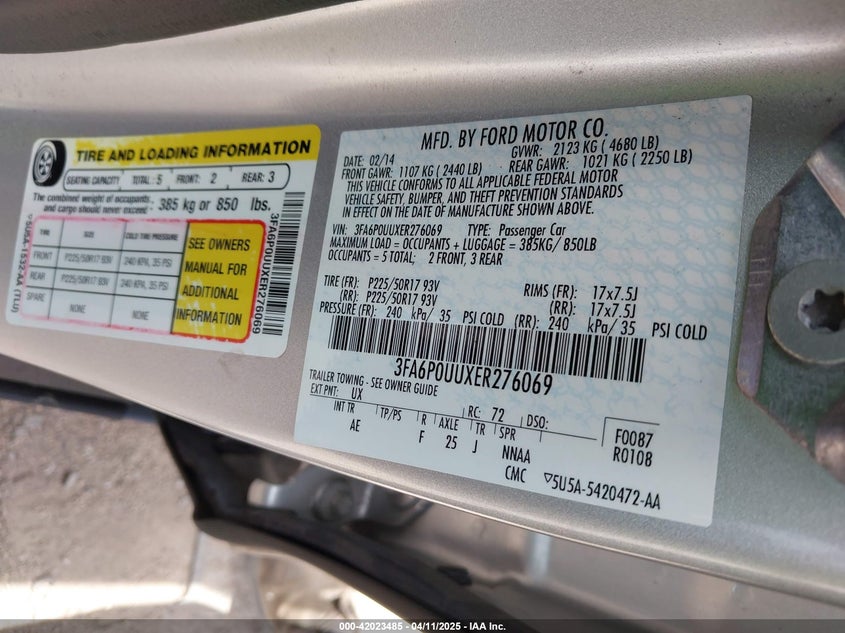 TIRE AND LOADING INFORMATION
SEATING CAPACITY TOTAL: 5 FRONT: 2 REAR: 3
The combined weight of occupants
and cargo should never exceed 385 kg or 850 lbs.
TIRE SIZE COLD TIRE PRESSURE
FRONT P225/50R17 93V 240 KPA, 35 PSI
REAR P225/50R17 93V 240 KPA, 35 PSI
SPARE NONE NONE
SEE OWNERS
MANUAL FOR
ADDITIONAL
INFORMATION
▽5U5A-1532-AA (TLU)
3FA6P0UUXER276069
MFD. BY FORD MOTOR CO.
DATE: 02/14 GVWR: 2123 KG ( 4680 LB)
FRONT GAWR: 1107 KG ( 2440 LB) REAR GAWR: 1021 KG ( 2250 LB)
THIS VEHICLE CONFORMS TO ALL APPLICABLE FEDERAL MOTOR
VEHICLE SAFETY, BUMPER, AND THEFT PREVENTION STANDARDS
IN EFFECT ON THE DATE OF MANUFACTURE SHOWN ABOVE.
VIN: 3FA6P0UUXER276069 TYPE: Passenger Car
MAXIMUM LOAD = OCCUPANTS + LUGGAGE = 385KG/ 850LB
OCCUPANTS = 5 TOTAL: 2 FRONT, 3 REAR
TIRE (FR): P225/50R17 93V RIMS (FR): 17x7.5J
(RR): P225/50R17 93V (RR): 17x7.5J
PRESSURE (FR): 240 kPa/ 35 PSI COLD (RR): 240 kPa/ 35 PSI COLD
3FA6P0UUXER276069
TRAILER TOWING - SEE OWNER GUIDE
EXT PNT: UX RC: 72 DSO:
INT TR TP/PS R AXLE TR SPR
AE F 25 J NNAA
CMC
F0087
R0108
▽5U5A-5420472-AA
000-42023485 - 04/11/2025 - IAA Inc.